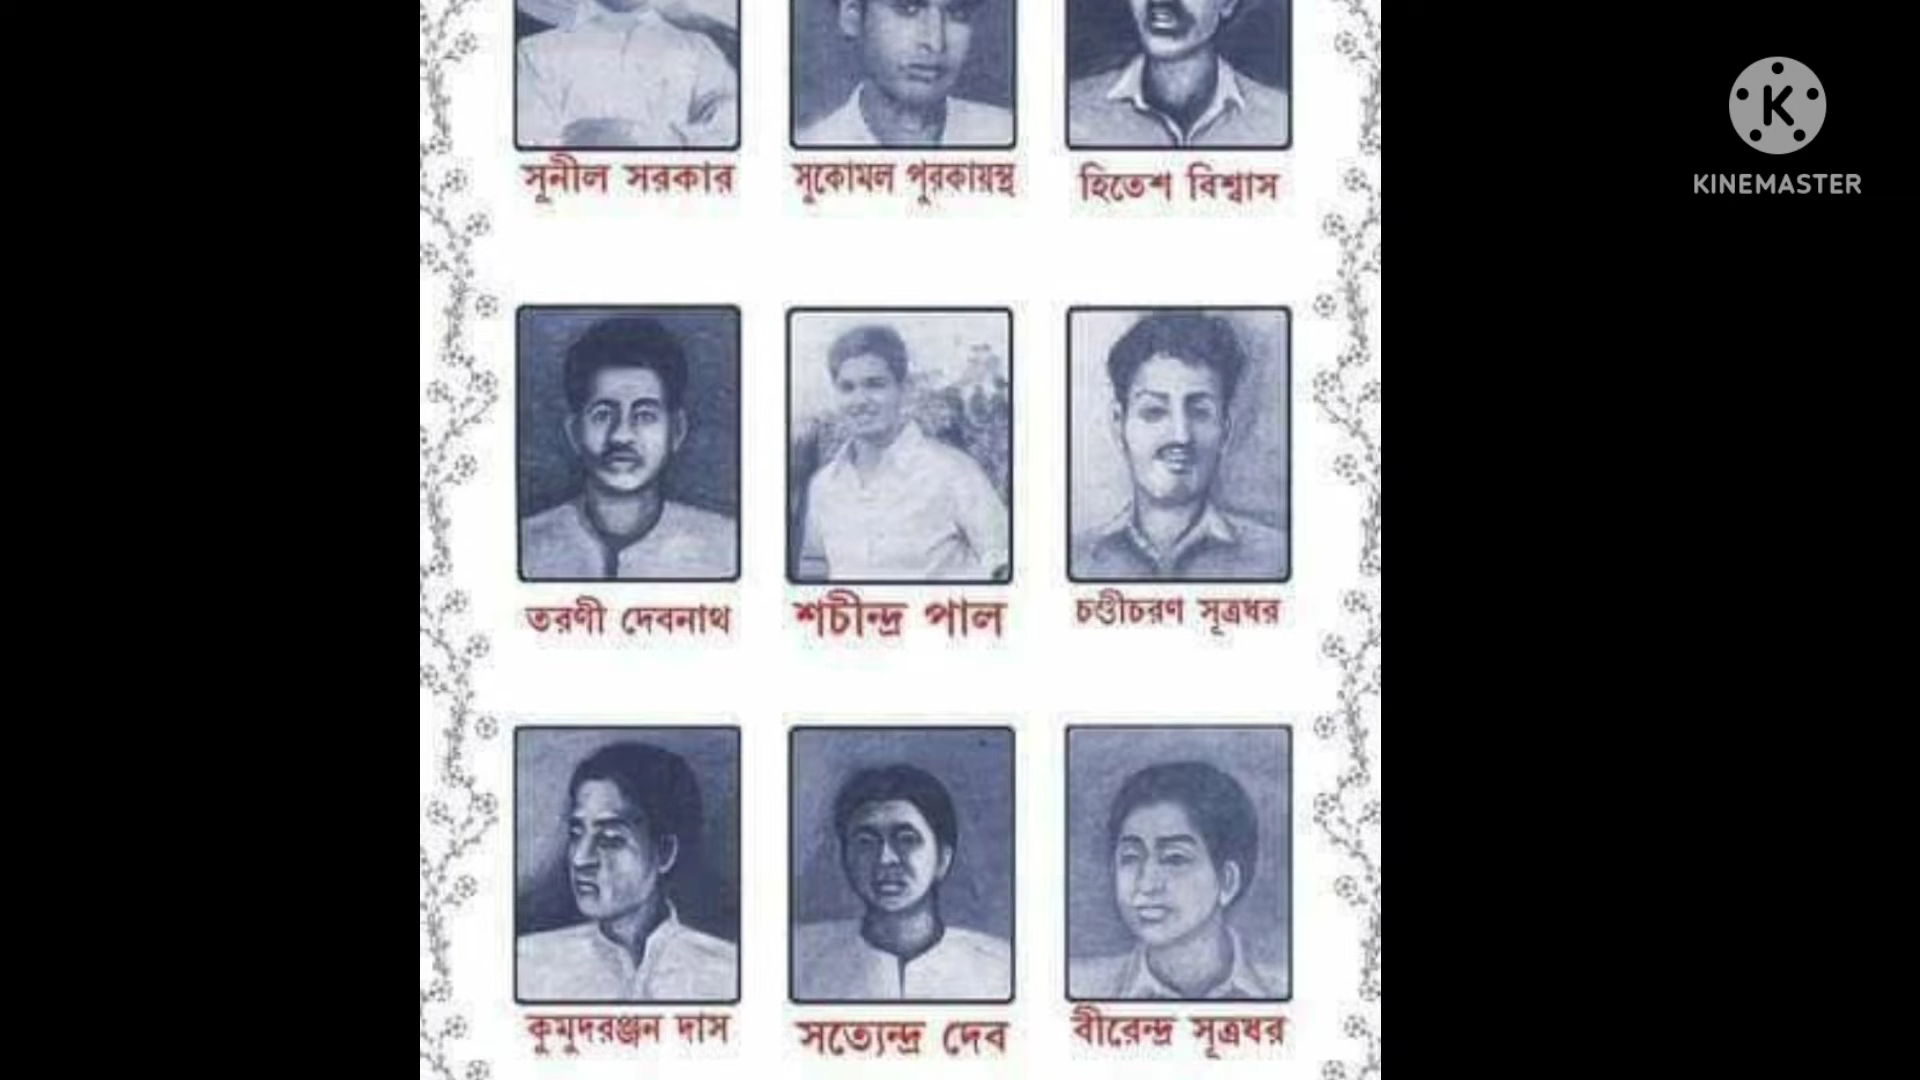 KINEMASTER
সুনীল সরকার
সুকোমল পুরকায়স্থ
হিতেশ বিশ্বাস
তরণী দেবনাথ
শচীন্দ্র পাল
চণ্ডীচরণ সূত্রধর
কুমুদরঞ্জন দাস
সত্যেন্দ্র দেব
বীরেন্দ্র সূত্রধর